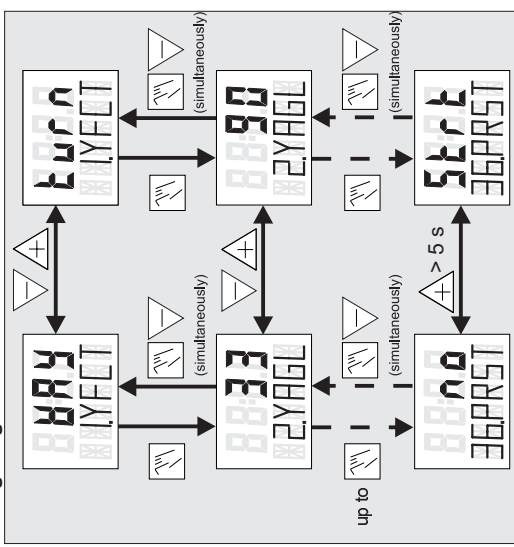 WAY
1.YFCT
turn
1.YFCT
(simultaneously)
(simultaneously)
33
2.YAGL
90
2.YAGL
up to
(simultaneously)
(simultaneously)
> 5 s
no
36.PRST
Strt
36.PRST